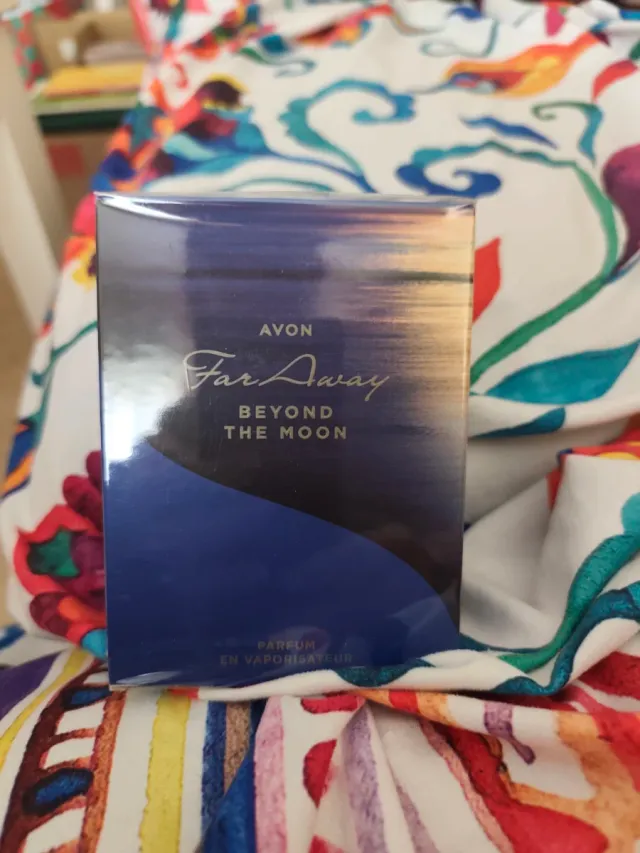 AVON
Far Away
BEYOND
THE MOON
PARFUM
EN VAPORISATEUR